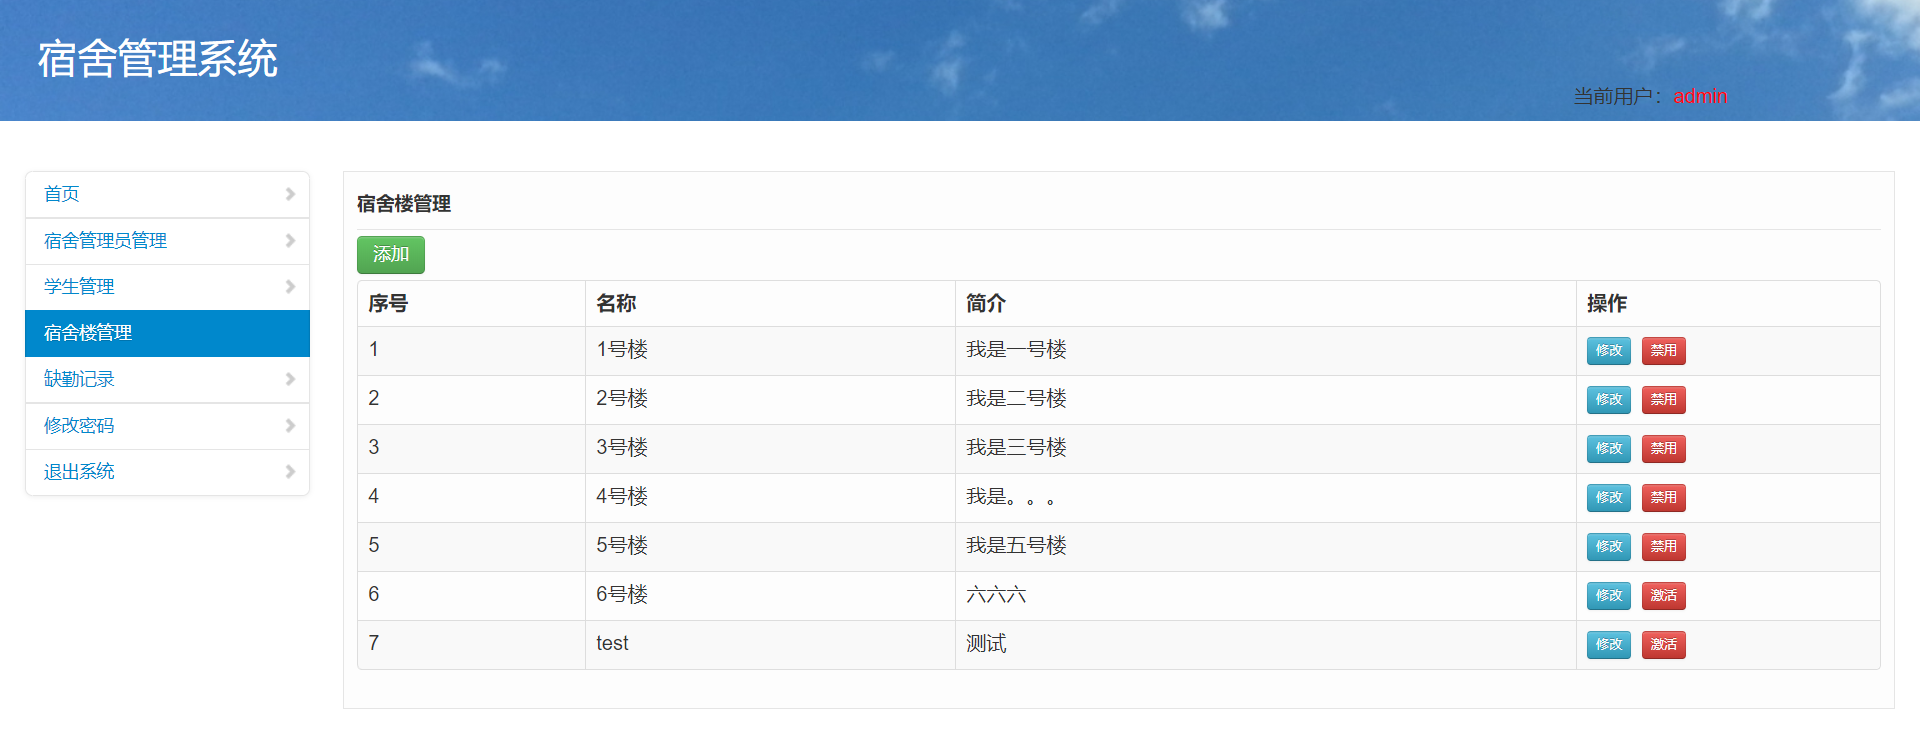 宿舍管理系统
当前用户：admin
首页
宿舍管理员管理
学生管理
宿舍楼管理
缺勤记录
修改密码
退出系统
宿舍楼管理
添加
序号 名称 简介 操作
1 1号楼 我是一号楼 修改 禁用
2 2号楼 我是二号楼 修改 禁用
3 3号楼 我是三号楼 修改 禁用
4 4号楼 我是。。。 修改 禁用
5 5号楼 我是五号楼 修改 禁用
6 6号楼 六六六 修改 激活
7 test 测试 修改 激活